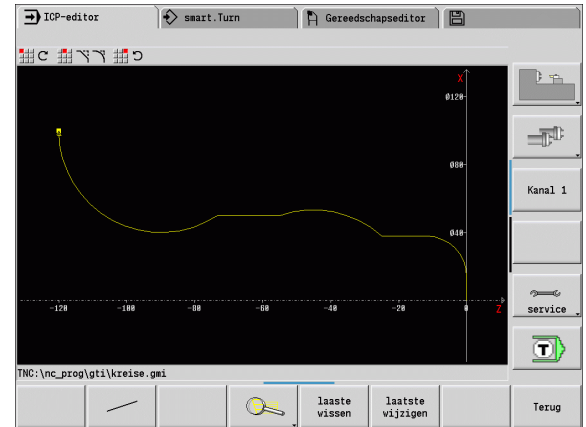 ICP-editor
smart.Turn
Gereedschapseditor
X
Ø120
Ø80
Ø40
-120
-100
-80
-60
-40
-20
0
Z
TNC:\nc_prog\gti\kreise.gmi
Kanal 1
service
T
laaste
wissen
laatste
wijzigen
Terug